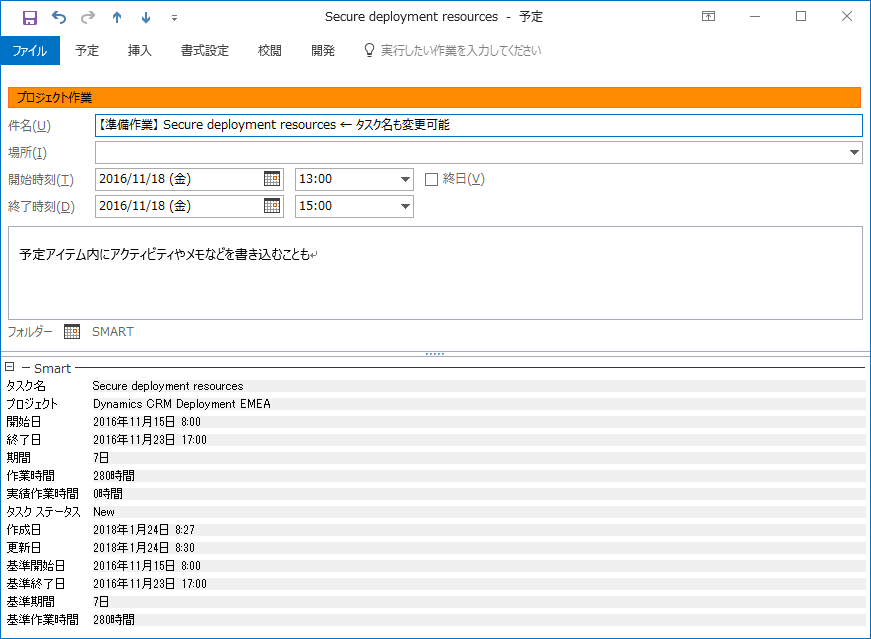 Secure deployment resources - 予定
ファイル 予定 挿入 書式設定 校閲 開発 実行したい作業を入力してください
プロジェクト作業
件名(U) 【準備作業】 Secure deployment resources ← タスク名も変更可能
場所(I)
開始時刻(T) 2016/11/18 (金) 13:00 終日(V)
終了時刻(D) 2016/11/18 (金) 15:00
予定アイテム内にアクティビティやメモなどを書き込むことも↵
フォルダー SMART
Smart
タスク名 Secure deployment resources
プロジェクト Dynamics CRM Deployment EMEA
開始日 2016年11月15日 8:00
終了日 2016年11月23日 17:00
期間 7日
作業時間 280時間
実績作業時間 0時間
タスク ステータス New
作成日 2018年1月24日 8:27
更新日 2018年1月24日 8:30
基準開始日 2016年11月15日 8:00
基準終了日 2016年11月23日 17:00
基準期間 7日
基準作業時間 280時間